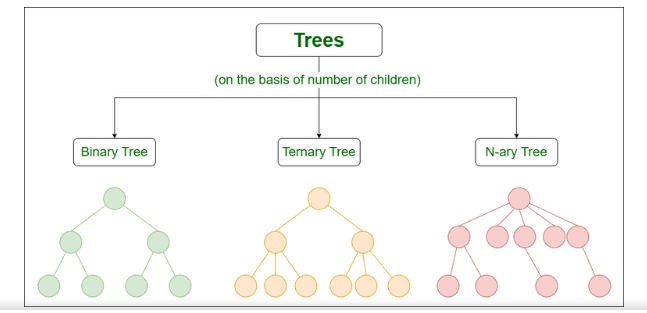 Trees
(on the basis of number of children)
Binary Tree
Ternary Tree
N-ary Tree